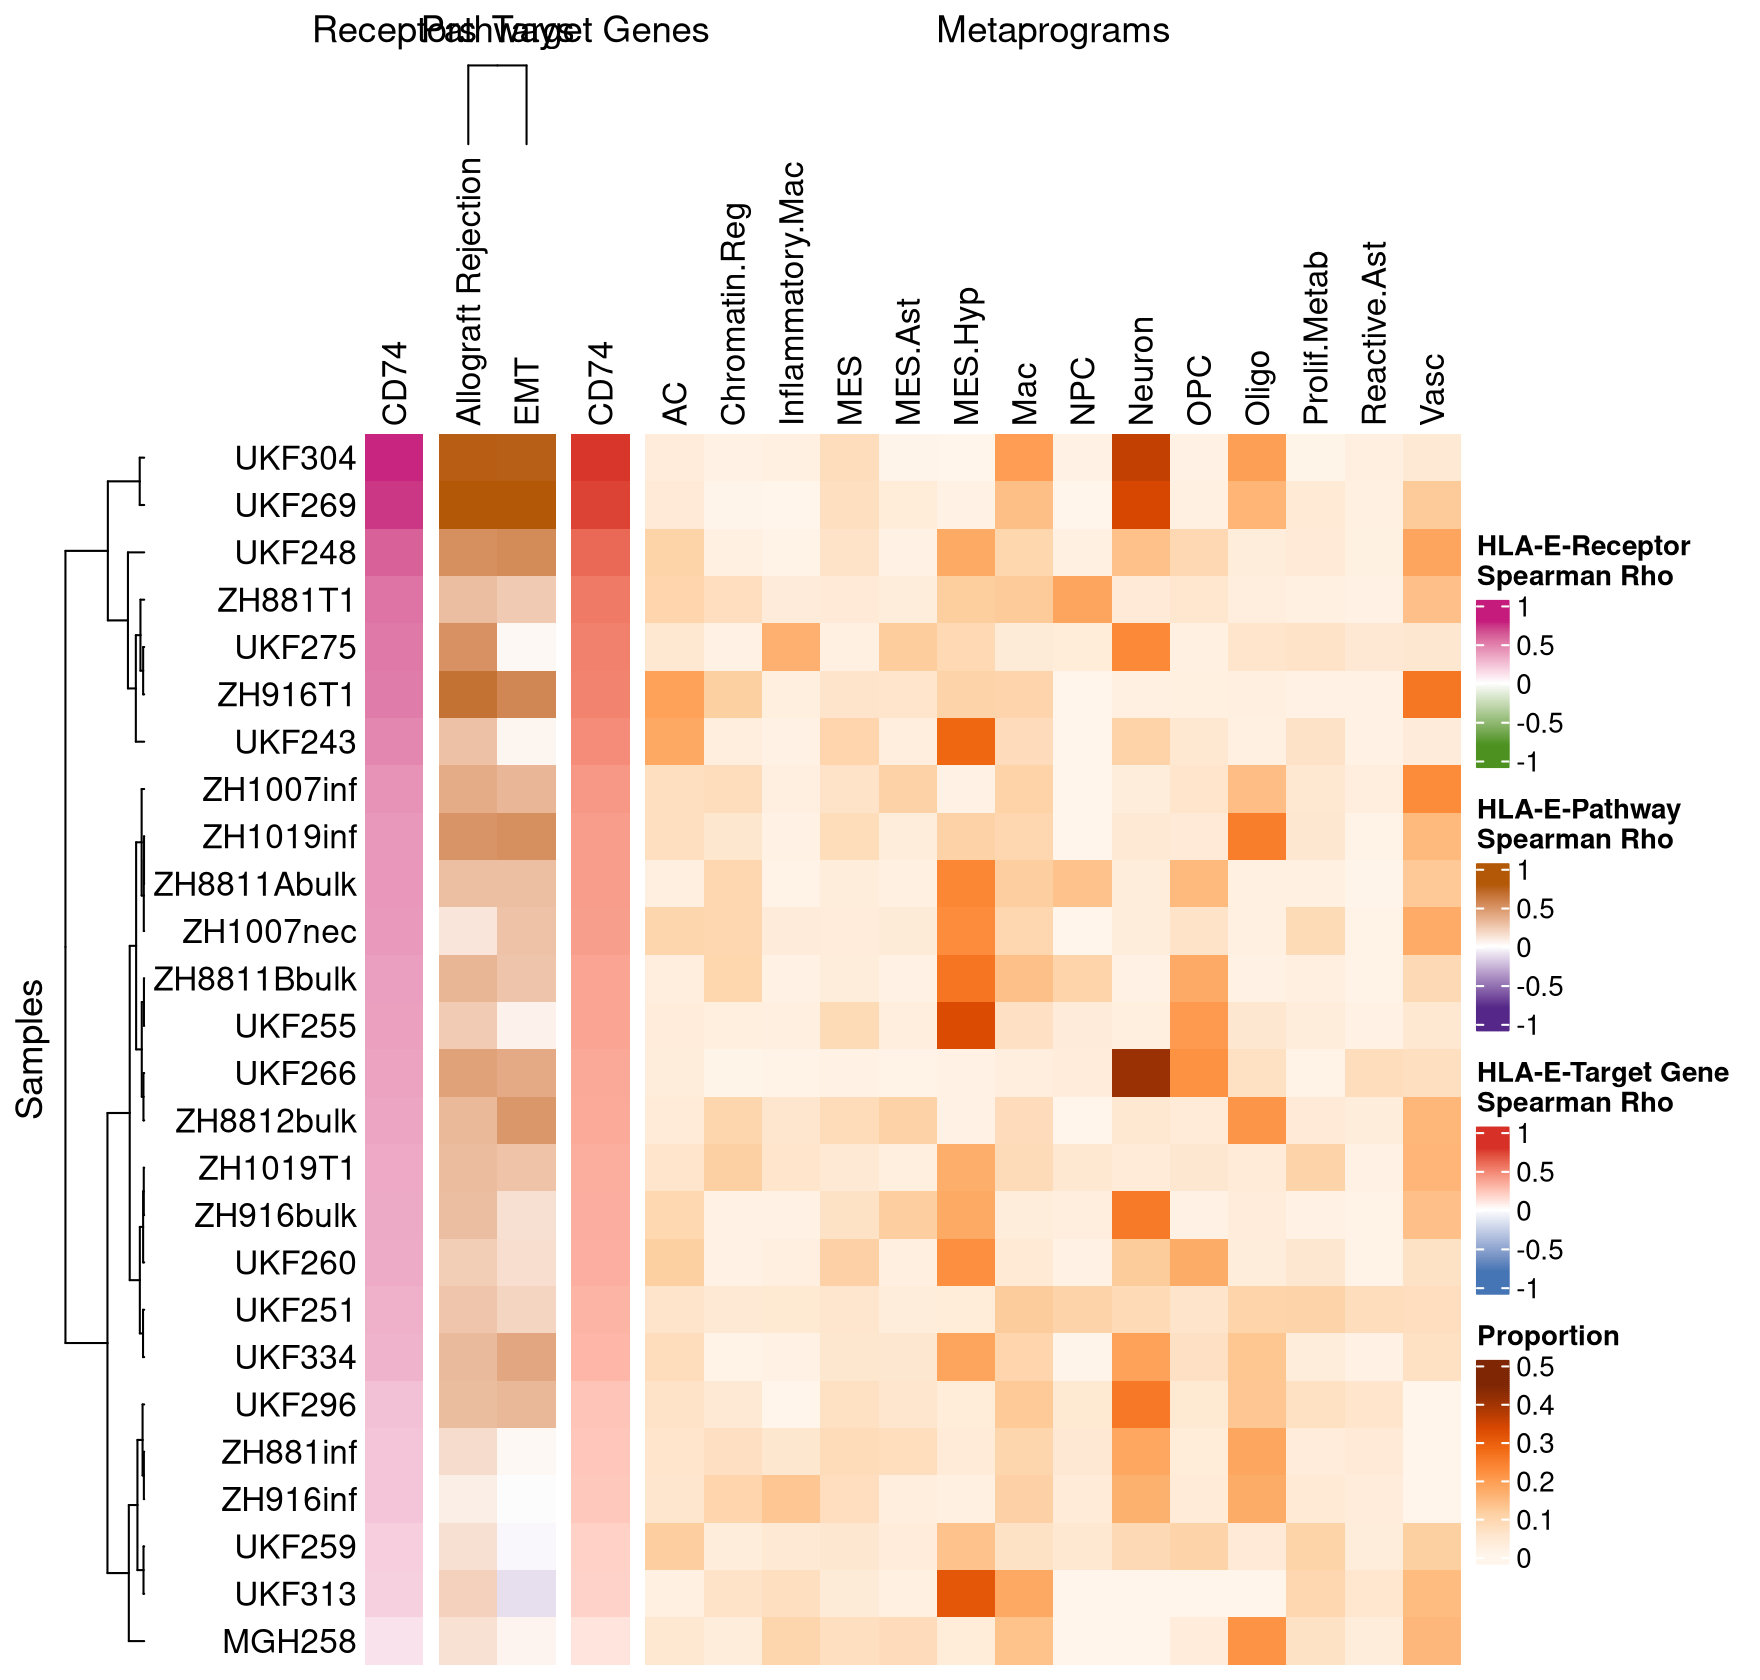 Receptors Pathways Target Genes Metaprograms
CD74
Allograft Rejection
EMT
CD74
AC
Chromatin.Reg
Inflammatory.Mac
MES
MES.Ast
MES.Hyp
Mac
NPC
Neuron
OPC
Oligo
Prolif.Metab
Reactive.Ast
Vasc
Samples
UKF304
UKF269
UKF248
ZH881T1
UKF275
ZH916T1
UKF243
ZH1007inf
ZH1019inf
ZH8811Abulk
ZH1007nec
ZH8811Bbulk
UKF255
UKF266
ZH8812bulk
ZH1019T1
ZH916bulk
UKF260
UKF251
UKF334
UKF296
ZH881inf
ZH916inf
UKF259
UKF313
MGH258
HLA-E-Receptor
Spearman Rho
1
0.5
0
-0.5
-1
HLA-E-Pathway
Spearman Rho
1
0.5
0
-0.5
-1
HLA-E-Target Gene
Spearman Rho
1
0.5
0
-0.5
-1
Proportion
0.5
0.4
0.3
0.2
0.1
0